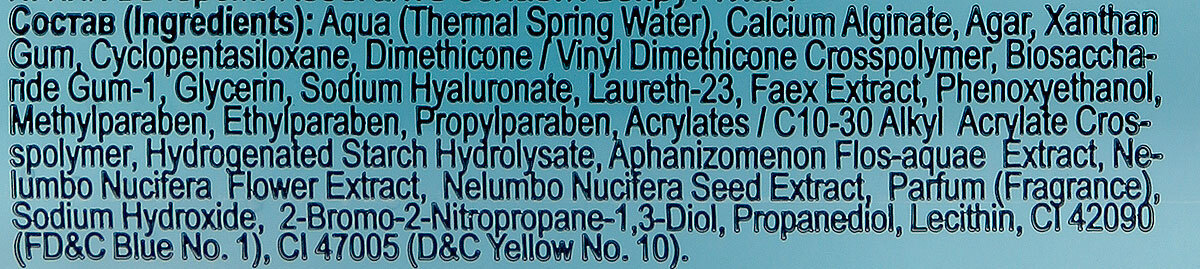 Состав (Ingredients): Aqua (Thermal Spring Water), Calcium Alginate, Agar, Xanthan
Gum, Cyclopentasiloxane, Dimethicone / Vinyl Dimethicone Crosspolymer, Biosaccha-
ride Gum-1, Glycerin, Sodium Hyaluronate, Laureth-23, Faex Extract, Phenoxyethanol,
Methylparaben, Ethylparaben, Propylparaben, Acrylates / C10-30 Alkyl Acrylate Cros-
spolymer, Hydrogenated Starch Hydrolysate, Aphanizomenon Flos-aquae Extract, Ne-
lumbo Nucifera Flower Extract, Nelumbo Nucifera Seed Extract, Parfum (Fragrance),
Sodium Hydroxide, 2-Bromo-2-Nitropropane-1,3-Diol, Propanediol, Lecithin, CI 42090
(FD&C Blue No. 1), CI 47005 (D&C Yellow No. 10).